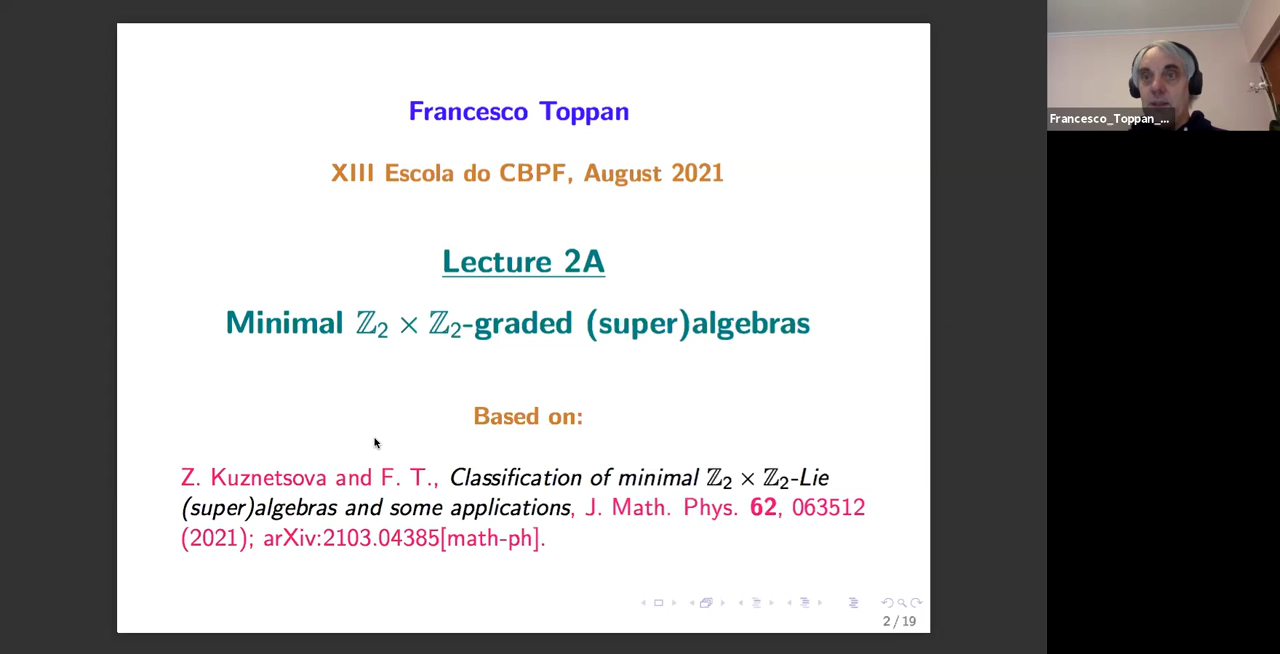 Francesco Toppan
XIII Escola do CBPF, August 2021
Lecture 2A
Minimal ℤ₂ × ℤ₂-graded (super)algebras
Based on:
Z. Kuznetsova and F. T., Classification of minimal ℤ₂ × ℤ₂-Lie
(super)algebras and some applications, J. Math. Phys. 62, 063512
(2021); arXiv:2103.04385[math-ph].
2 / 19
Francesco_Toppan_...